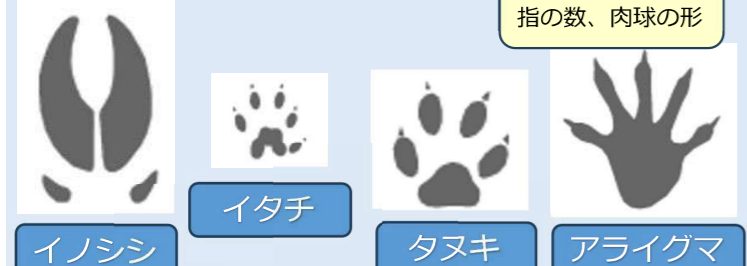 指の数、肉球の形
イタチ
イノシシ
タヌキ
アライグマ